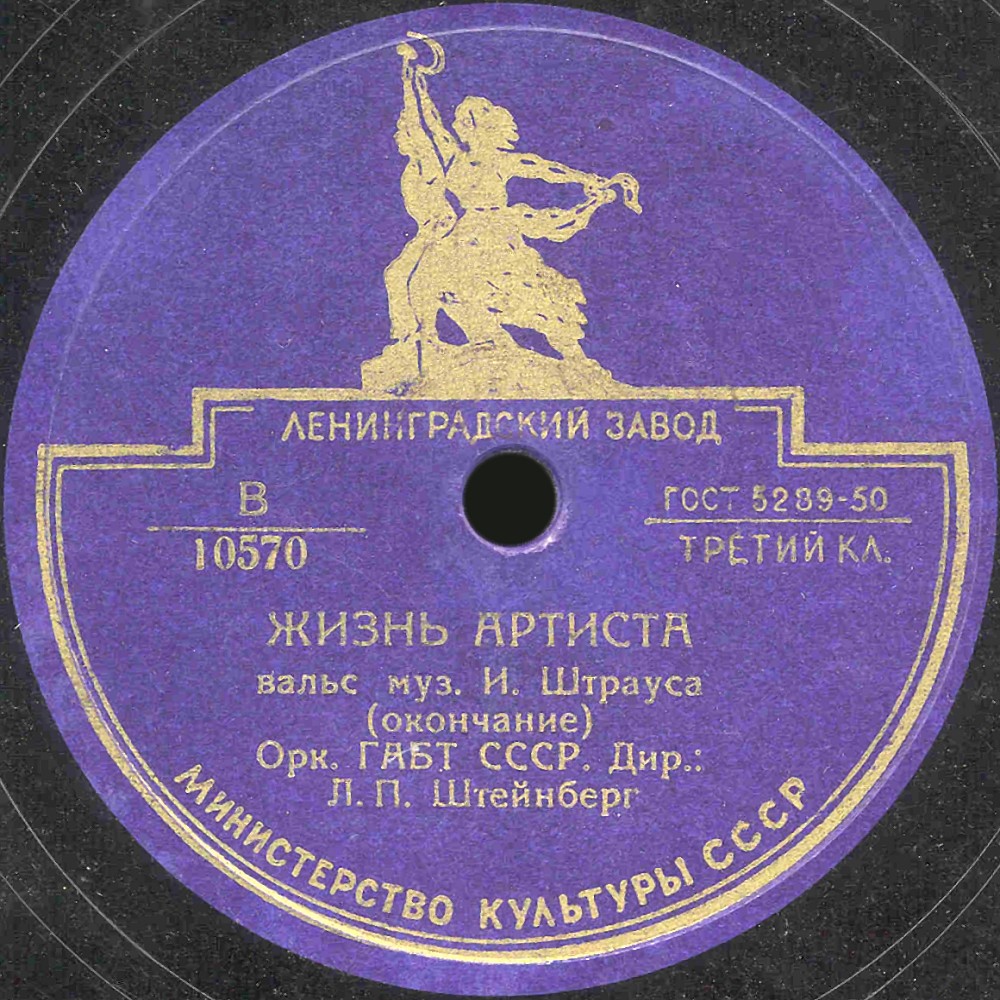 ЛЕНИНГРАДСКИЙ ЗАВОД
В
10570
ГОСТ 5289-50
ТРЕТИЙ КЛ.
ЖИЗНЬ АРТИСТА
вальс муз. И. Штрауса
(окончание)
Орк. ГАБТ СССР. Дир.:
Л. П. Штейнберг
МИНИСТЕРСТВО КУЛЬТУРЫ СССР